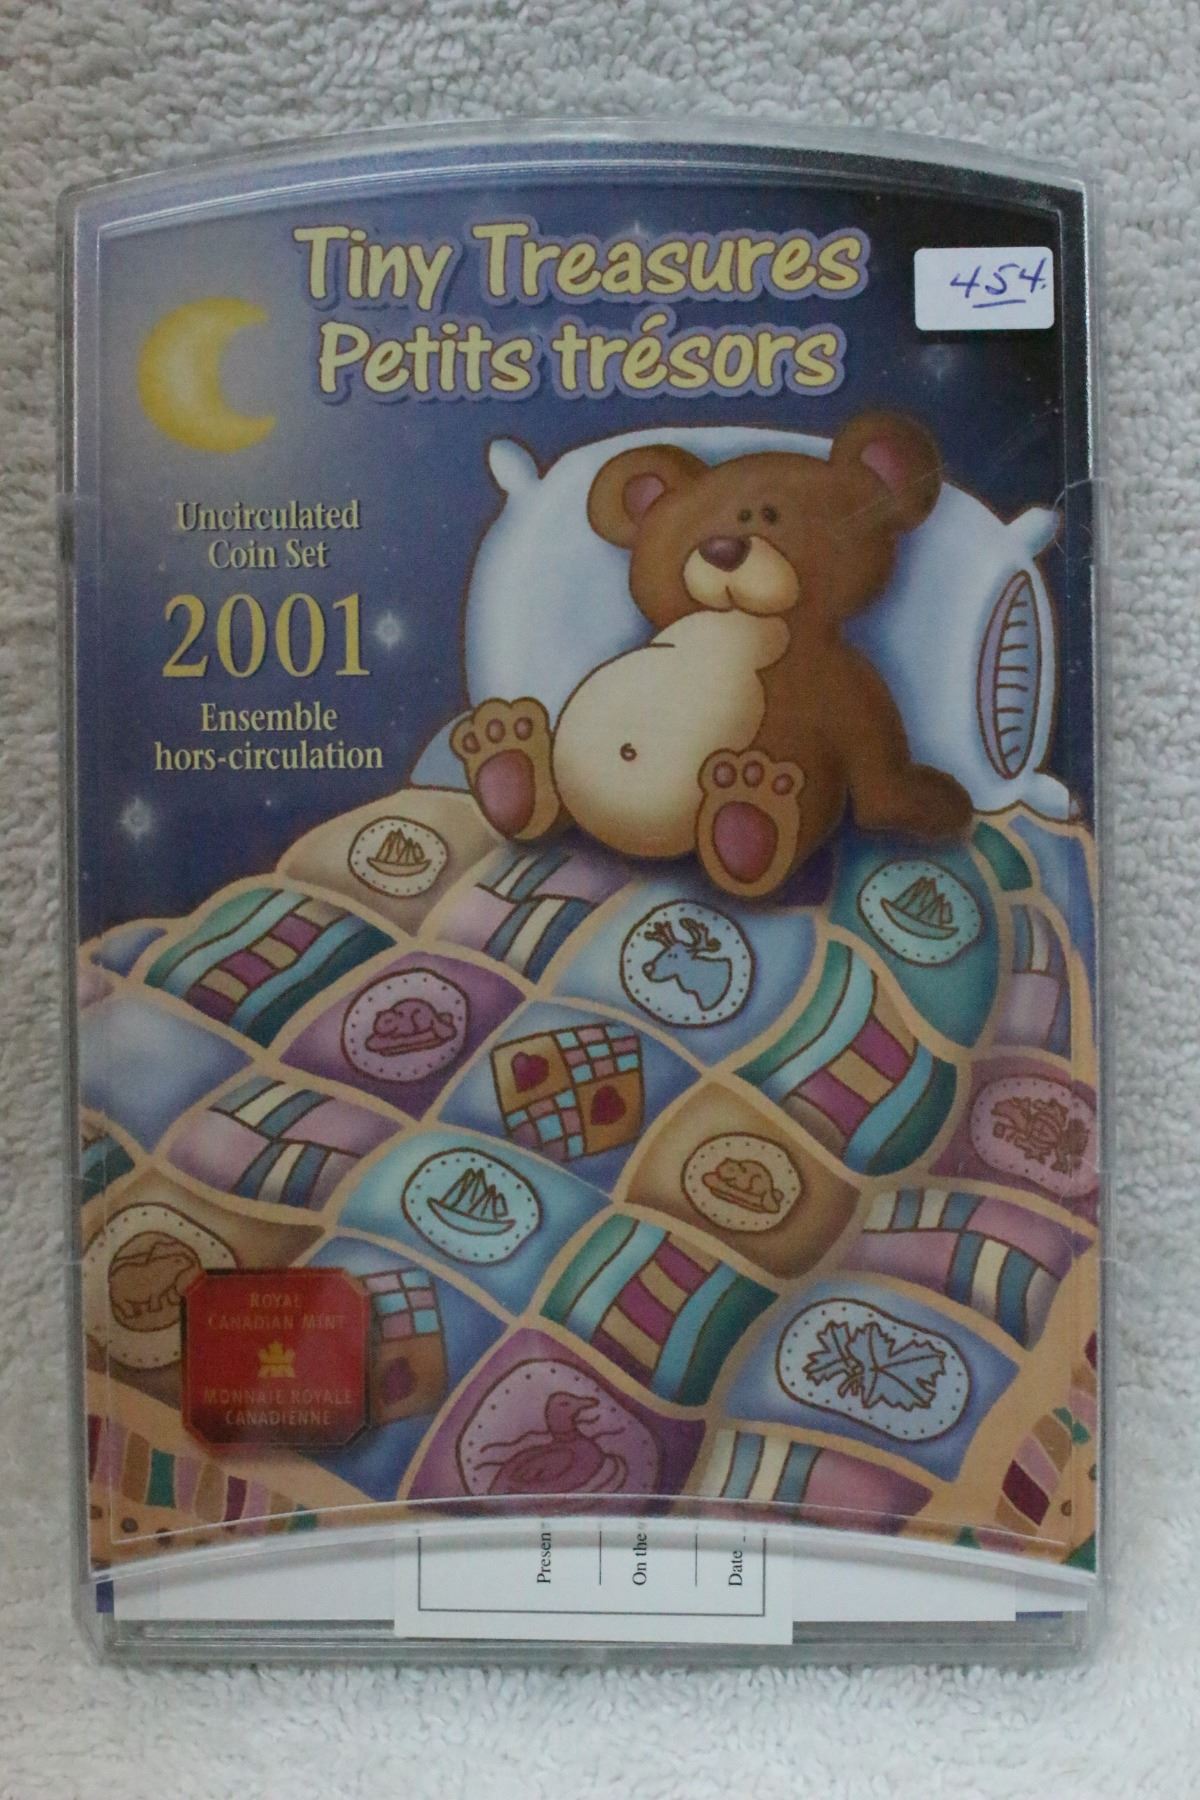 Tiny Treasures
Petits trésors
454.
Uncirculated
Coin Set
2001
Ensemble
hors-circulation
ROYAL
CANADIAN MINT
MONNAIE ROYALE
CANADIENNE
Presen
On the
Date